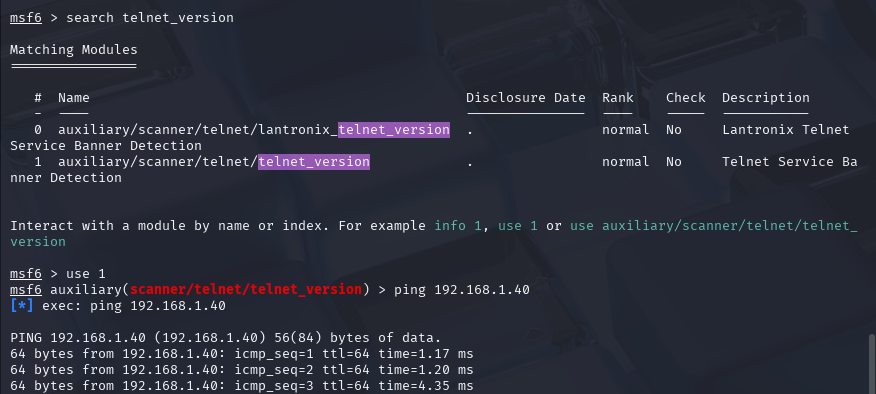 msf6 > search telnet_version
Matching Modules
================
#  Name                                              Disclosure Date  Rank    Check  Description
-  ----                                              ---------------  ----    -----  -----------
0  auxiliary/scanner/telnet/lantronix_telnet_version  .                normal  No     Lantronix Telnet
Service Banner Detection
1  auxiliary/scanner/telnet/telnet_version            .                normal  No     Telnet Service Ba
nner Detection
Interact with a module by name or index. For example info 1, use 1 or use auxiliary/scanner/telnet/telnet_
version
msf6 > use 1
msf6 auxiliary(scanner/telnet/telnet_version) > ping 192.168.1.40
[*] exec: ping 192.168.1.40
PING 192.168.1.40 (192.168.1.40) 56(84) bytes of data.
64 bytes from 192.168.1.40: icmp_seq=1 ttl=64 time=1.17 ms
64 bytes from 192.168.1.40: icmp_seq=2 ttl=64 time=1.20 ms
64 bytes from 192.168.1.40: icmp_seq=3 ttl=64 time=4.35 ms